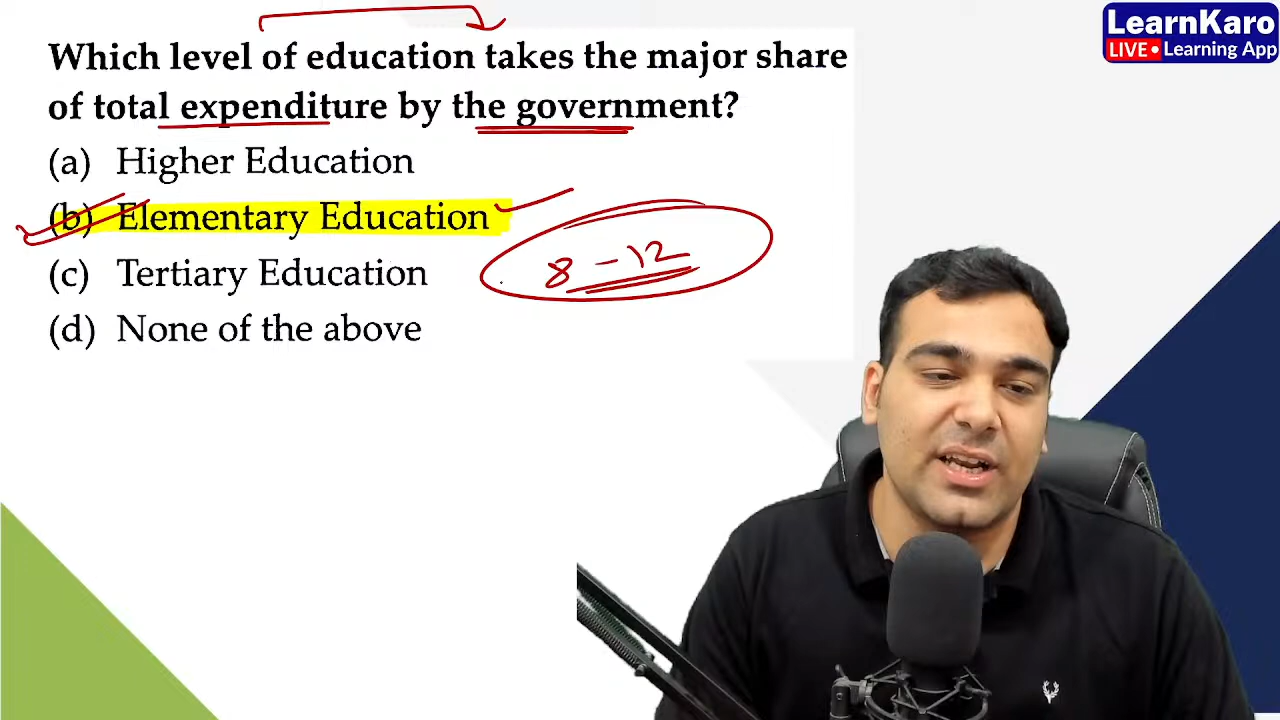 LearnKaro
LIVE • Learning App
Which level of education takes the major share
of total expenditure by the government?
(a) Higher Education
(b) Elementary Education
(c) Tertiary Education
(d) None of the above
8-12